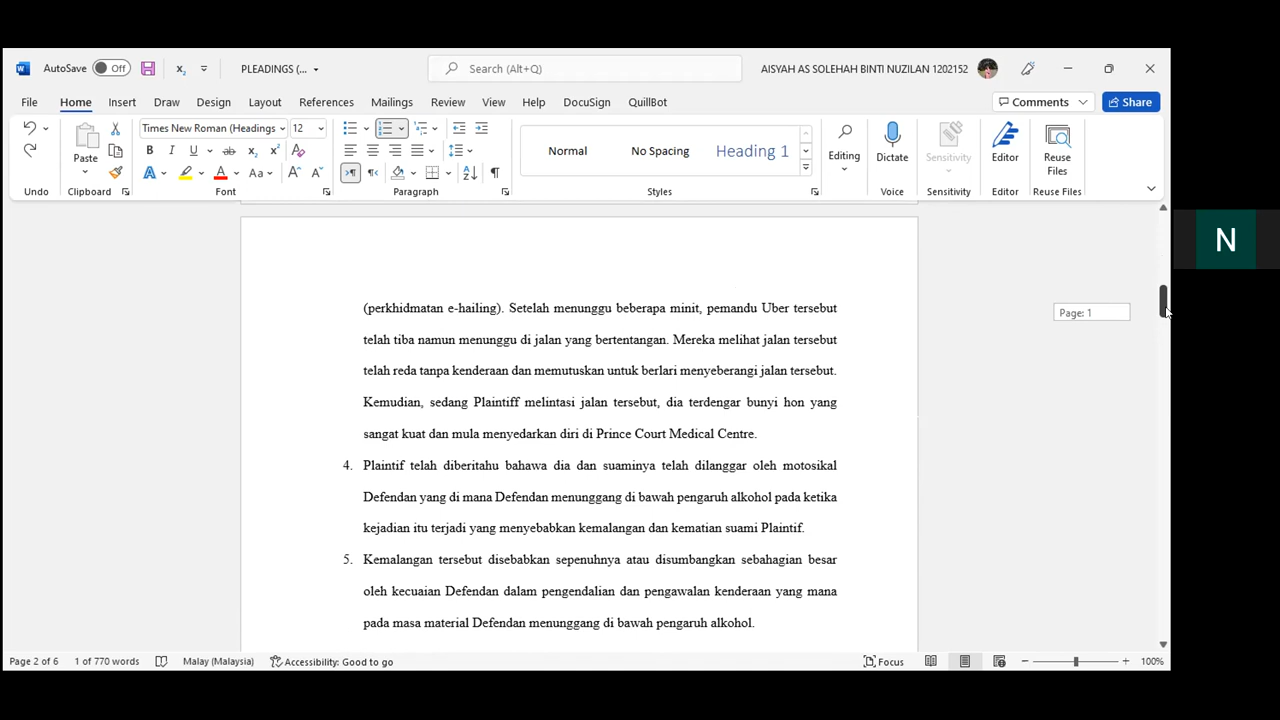 AutoSave Off PLEADINGS (... Search (Alt+Q) AISYAH AS SOLEHAH BINTI NUZILAN 1202152
File Home Insert Draw Design Layout References Mailings Review View Help DocuSign QuillBot Comments Share
Times New Roman (Headings 12
Paste
Normal No Spacing Heading 1
Editing Dictate Sensitivity Editor Reuse Files
Undo Clipboard Font Paragraph Styles Voice Sensitivity Editor Reuse Files
N
(perkhidmatan e-hailing). Setelah menunggu beberapa minit, pemandu Uber tersebut
Page: 1
telah tiba namun menunggu di jalan yang bertentangan. Mereka melihat jalan tersebut
telah reda tanpa kenderaan dan memutuskan untuk berlari menyeberangi jalan tersebut.
Kemudian, sedang Plaintiff melintasi jalan tersebut, dia terdengar bunyi hon yang
sangat kuat dan mula menyedarkan diri di Prince Court Medical Centre.
4. Plaintif telah diberitahu bahawa dia dan suaminya telah dilanggar oleh motosikal
Defendan yang di mana Defendan menunggang di bawah pengaruh alkohol pada ketika
kejadian itu terjadi yang menyebabkan kemalangan dan kematian suami Plaintif.
5. Kemalangan tersebut disebabkan sepenuhnya atau disumbangkan sebahagian besar
oleh kecuaian Defendan dalam pengendalian dan pengawalan kenderaan yang mana
pada masa material Defendan menunggang di bawah pengaruh alkohol.
Page 2 of 6 1 of 770 words Malay (Malaysia) Accessibility: Good to go Focus 100%